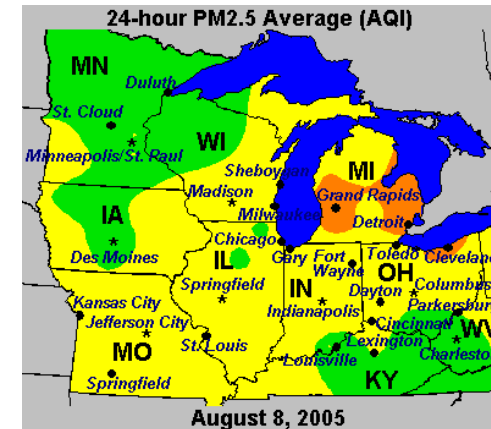 24-hour PM2.5 Average (AQI)
MN
Duluth
St. Cloud
WI
Minneapolis/St. Paul
Sheboygan
MI
Madison
Grand Rapids
IA
Milwaukee
Detroit
Des Moines
Chicago
IL
Gary
Fort
Wayne
Toledo
Cleveland
OH
Springfield
IN
Columbus
Kansas City
Dayton
Parkersbu
Jefferson City
Indianapolis
Cincinnati
WV
MO
St. Louis
Lexington
Louisville
Charlesto
Springfield
KY
August 8, 2005